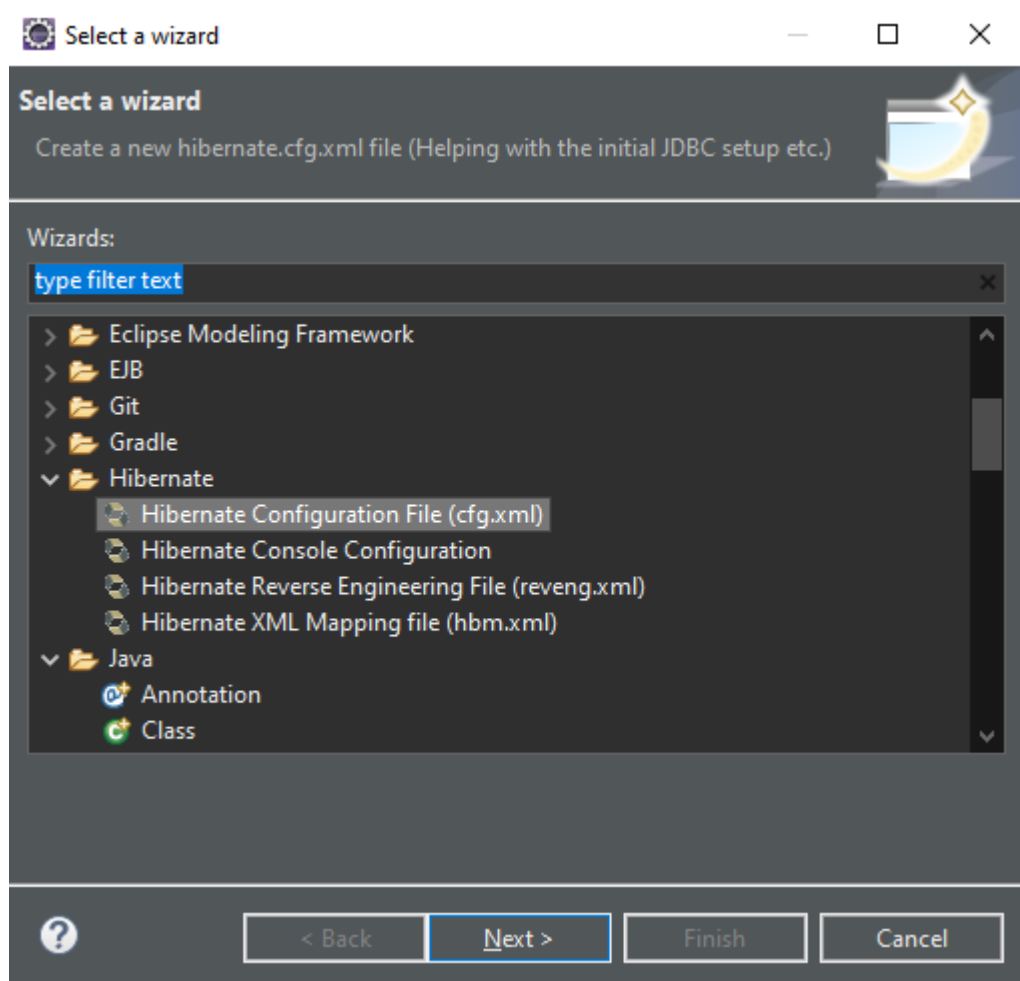 Select a wizard
Select a wizard
Create a new hibernate.cfg.xml file (Helping with the initial JDBC setup etc.)
Wizards:
type filter text
Eclipse Modeling Framework
EJB
Git
Gradle
Hibernate
Hibernate Configuration File (cfg.xml)
Hibernate Console Configuration
Hibernate Reverse Engineering File (reveng.xml)
Hibernate XML Mapping file (hbm.xml)
Java
Annotation
Class
< Back Next > Finish Cancel